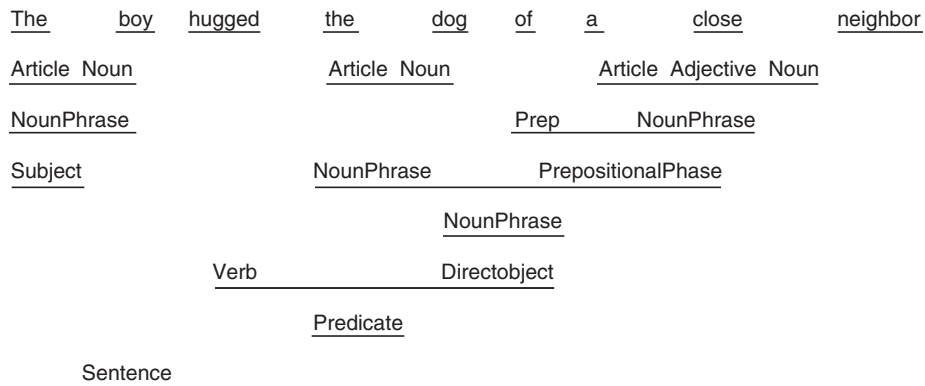 The boy hugged the dog of a close neighbor
Article Noun Article Noun Article Adjective Noun
NounPhrase Prep NounPhrase
Subject NounPhrase PrepositionalPhase
NounPhrase
Verb Directobject
Predicate
Sentence